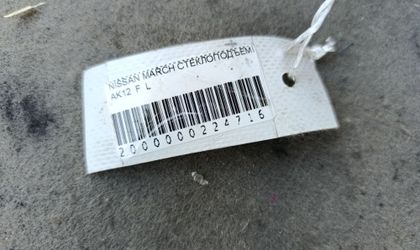 NISSAN MARCH СТЕКЛОПОДЪЕМ
AK12 F L
2000000224716